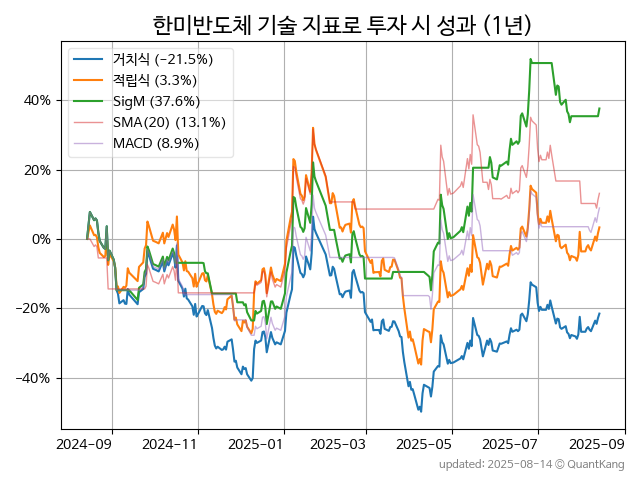 한미반도체 기술 지표로 투자 시 성과 (1년)
거치식 (−21.5%)
적립식 (3.3%)
SigM (37.6%)
SMA(20) (13.1%)
MACD (8.9%)
40%
20%
0%
−20%
−40%
2024-09 2024-11 2025-01 2025-03 2025-05 2025-07 2025-09
updated: 2025-08-14 © QuantKang